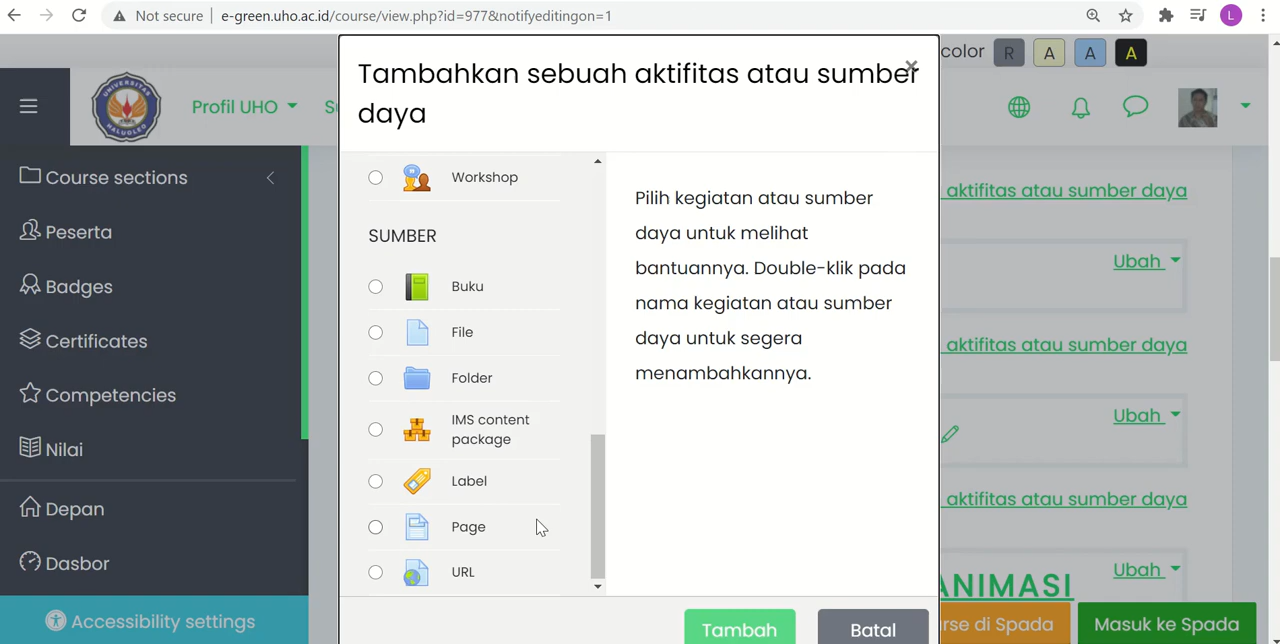 Not secure | e-green.uho.ac.id/course/view.php?id=977&notifyeditingon=1
L
color R A A A
Tambahkan sebuah aktifitas atau sumber
daya
×
UNIVERSITAS
HALUOLEO
Profil UHO
Course sections
Peserta
Badges
Certificates
Competencies
Nilai
Depan
Dasbor
Accessibility settings
Workshop
SUMBER
Buku
File
Folder
IMS content
package
Label
Page
URL
Pilih kegiatan atau sumber
daya untuk melihat
bantuannya. Double-klik pada
nama kegiatan atau sumber
daya untuk segera
menambahkannya.
Tambah
Batal
aktifitas atau sumber daya
Ubah
aktifitas atau sumber daya
Ubah
aktifitas atau sumber daya
Ubah
ANIMASI
rse di Spada
Masuk ke Spada